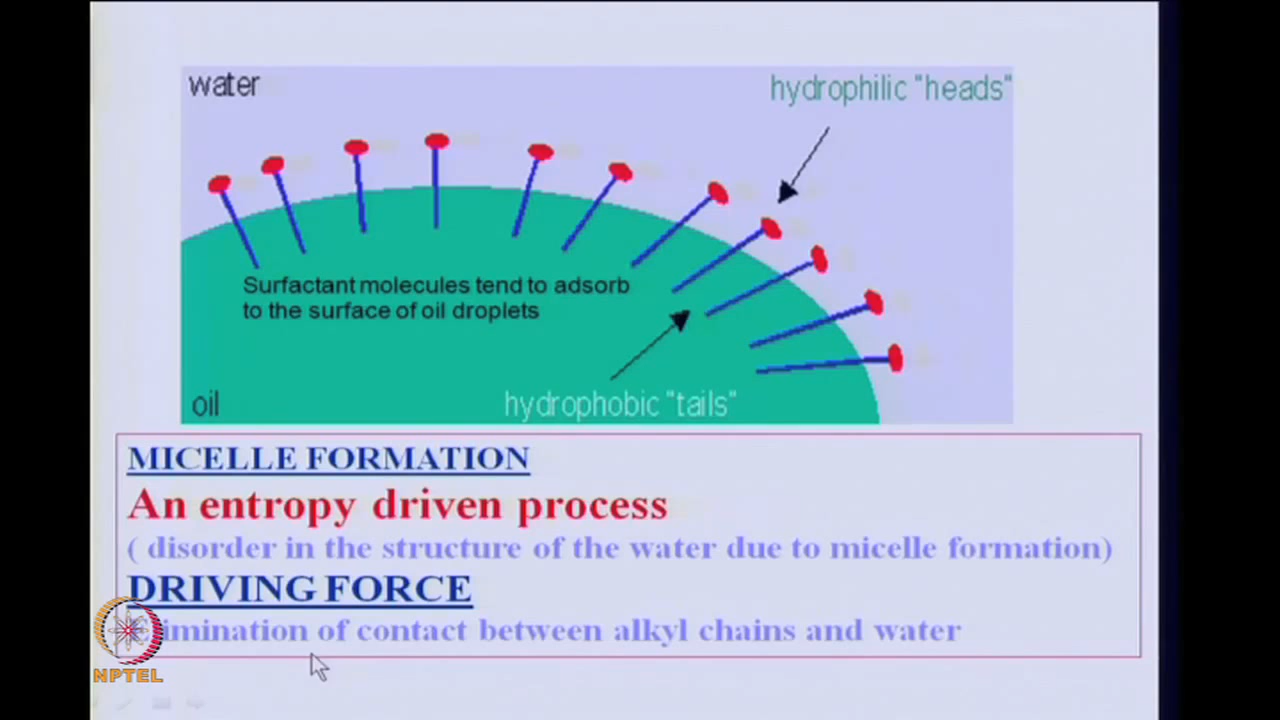 water
hydrophilic "heads"
Surfactant molecules tend to adsorb
to the surface of oil droplets
oil
hydrophobic "tails"
MICELLE FORMATION
An entropy driven process
( disorder in the structure of the water due to micelle formation)
DRIVING FORCE
of contact between alkyl chains and water
NPTEL